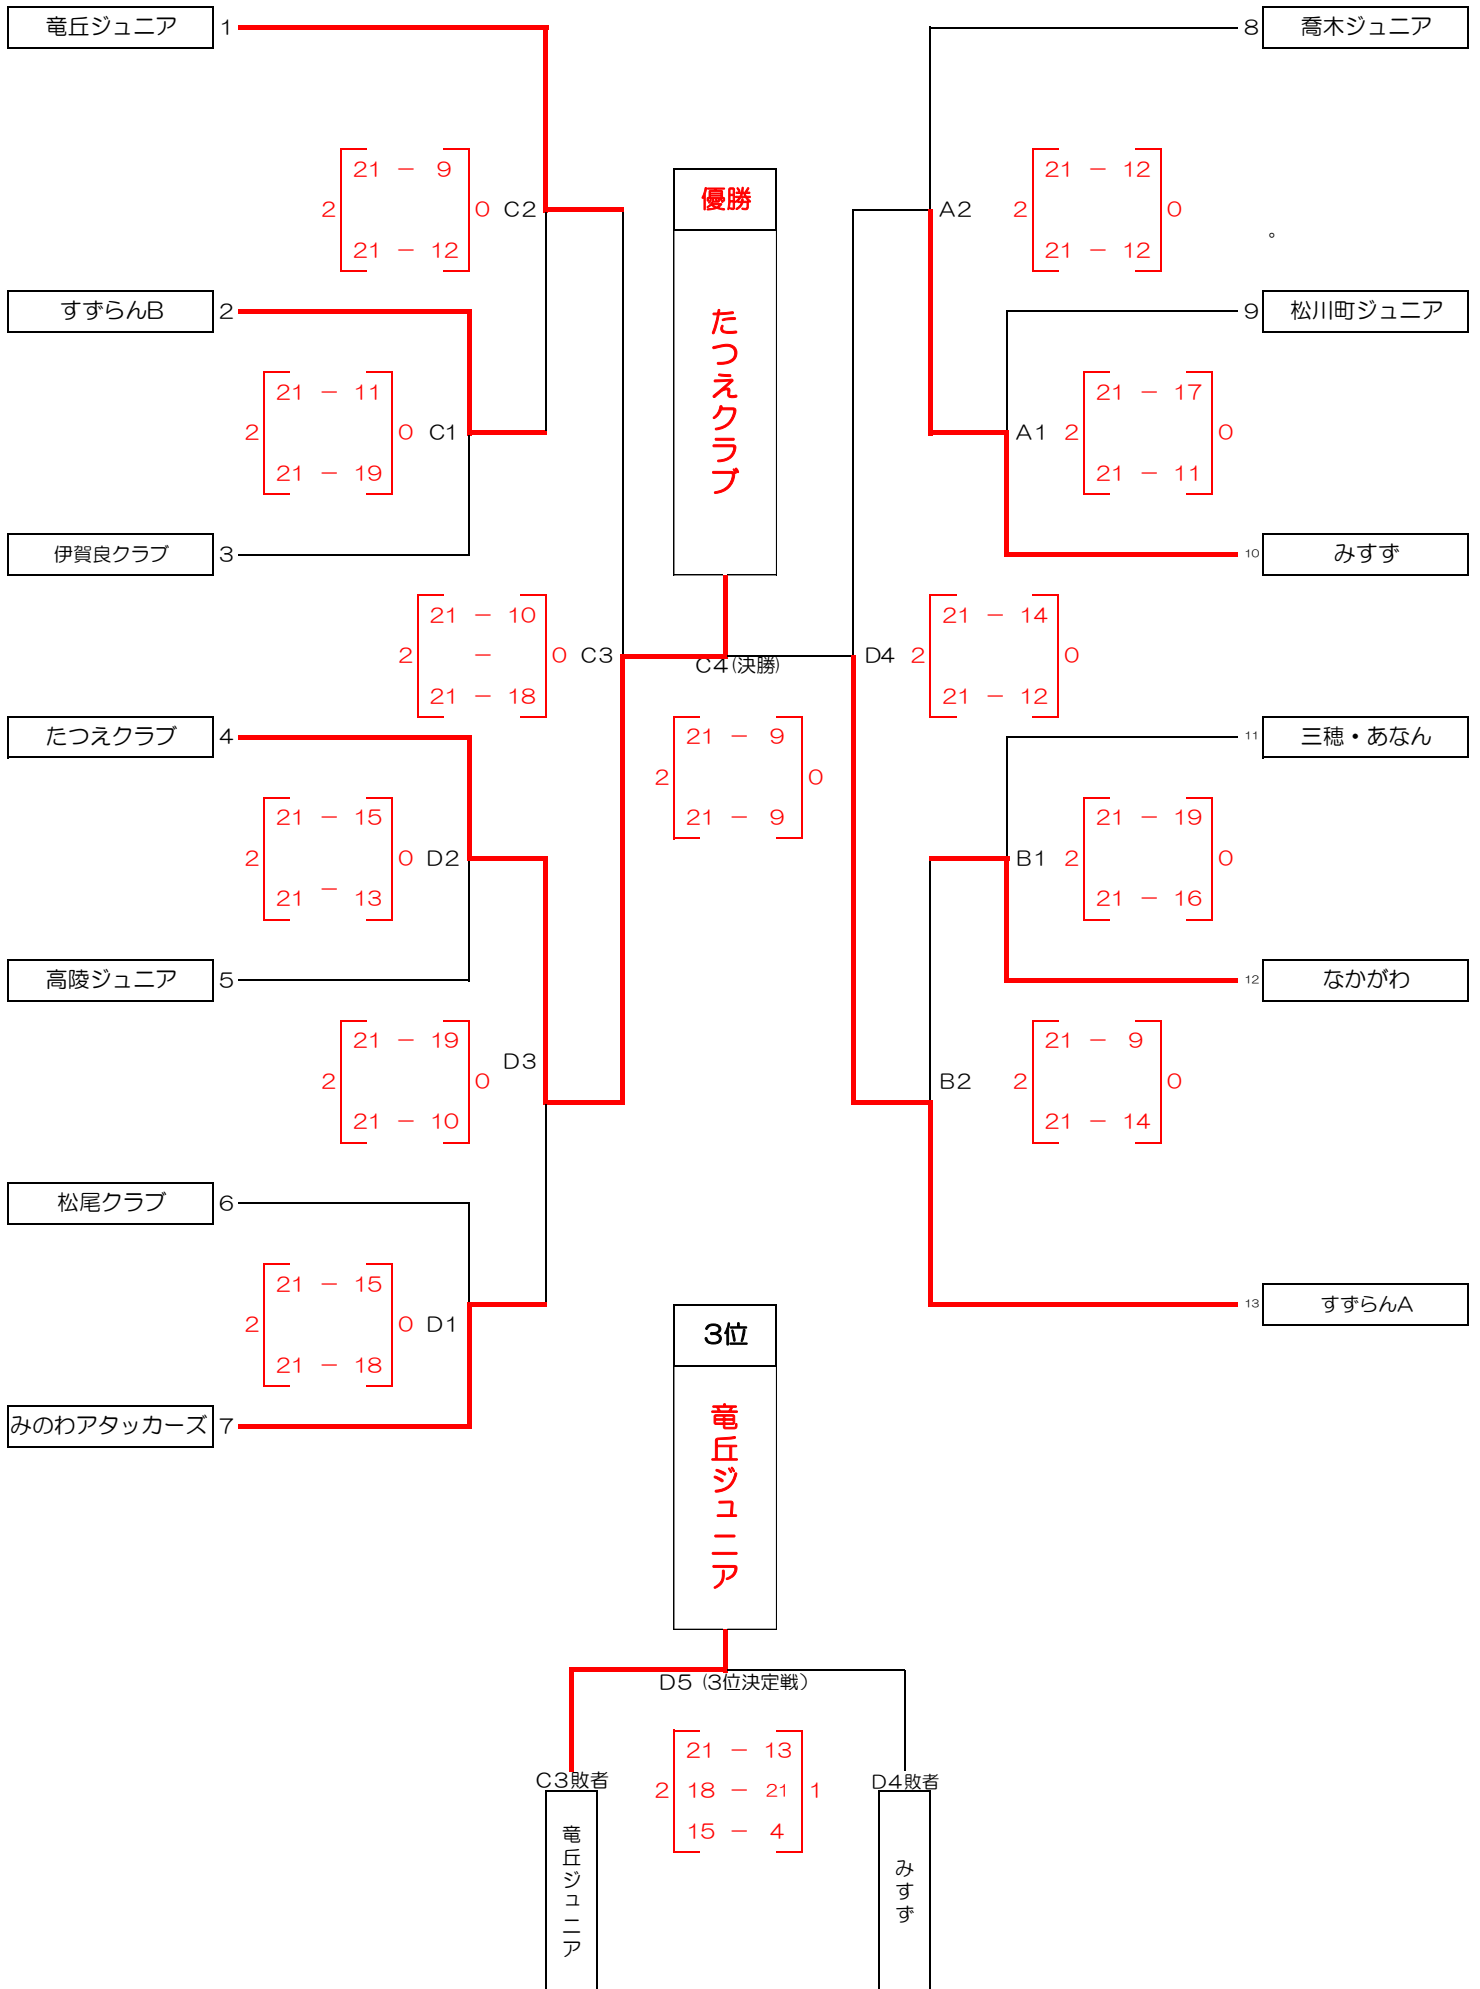 竜丘ジュニア 1
8 喬木ジュニア
21 － 9
2 0 C2
21 － 12
優勝
たつえクラブ
21 － 12
A2 2 0
21 － 12
。
すずらんB 2
9 松川町ジュニア
21 － 11
2 0 C1
21 － 19
21 － 17
A1 2 0
21 － 11
伊賀良クラブ 3
10 みすず
21 － 10
2 － 0 C3
21 － 18
C4(決勝)
21 － 14
D4 2 0
21 － 12
たつえクラブ 4
21 － 9
2 0
21 － 9
11 三穂・あなん
21 － 15
2 0 D2
21 － 13
21 － 19
B1 2 0
21 － 16
高陵ジュニア 5
12 なかがわ
21 － 19
2 0 D3
21 － 10
21 － 9
B2 2 0
21 － 14
松尾クラブ 6
13 すずらんA
21 － 15
2 0 D1
21 － 18
みのわアタッカーズ 7
3位
竜丘ジュニア
D5 (3位決定戦)
21 － 13
2 18 － 21 1
15 － 4
C3敗者
竜丘ジュニア
D4敗者
みすず